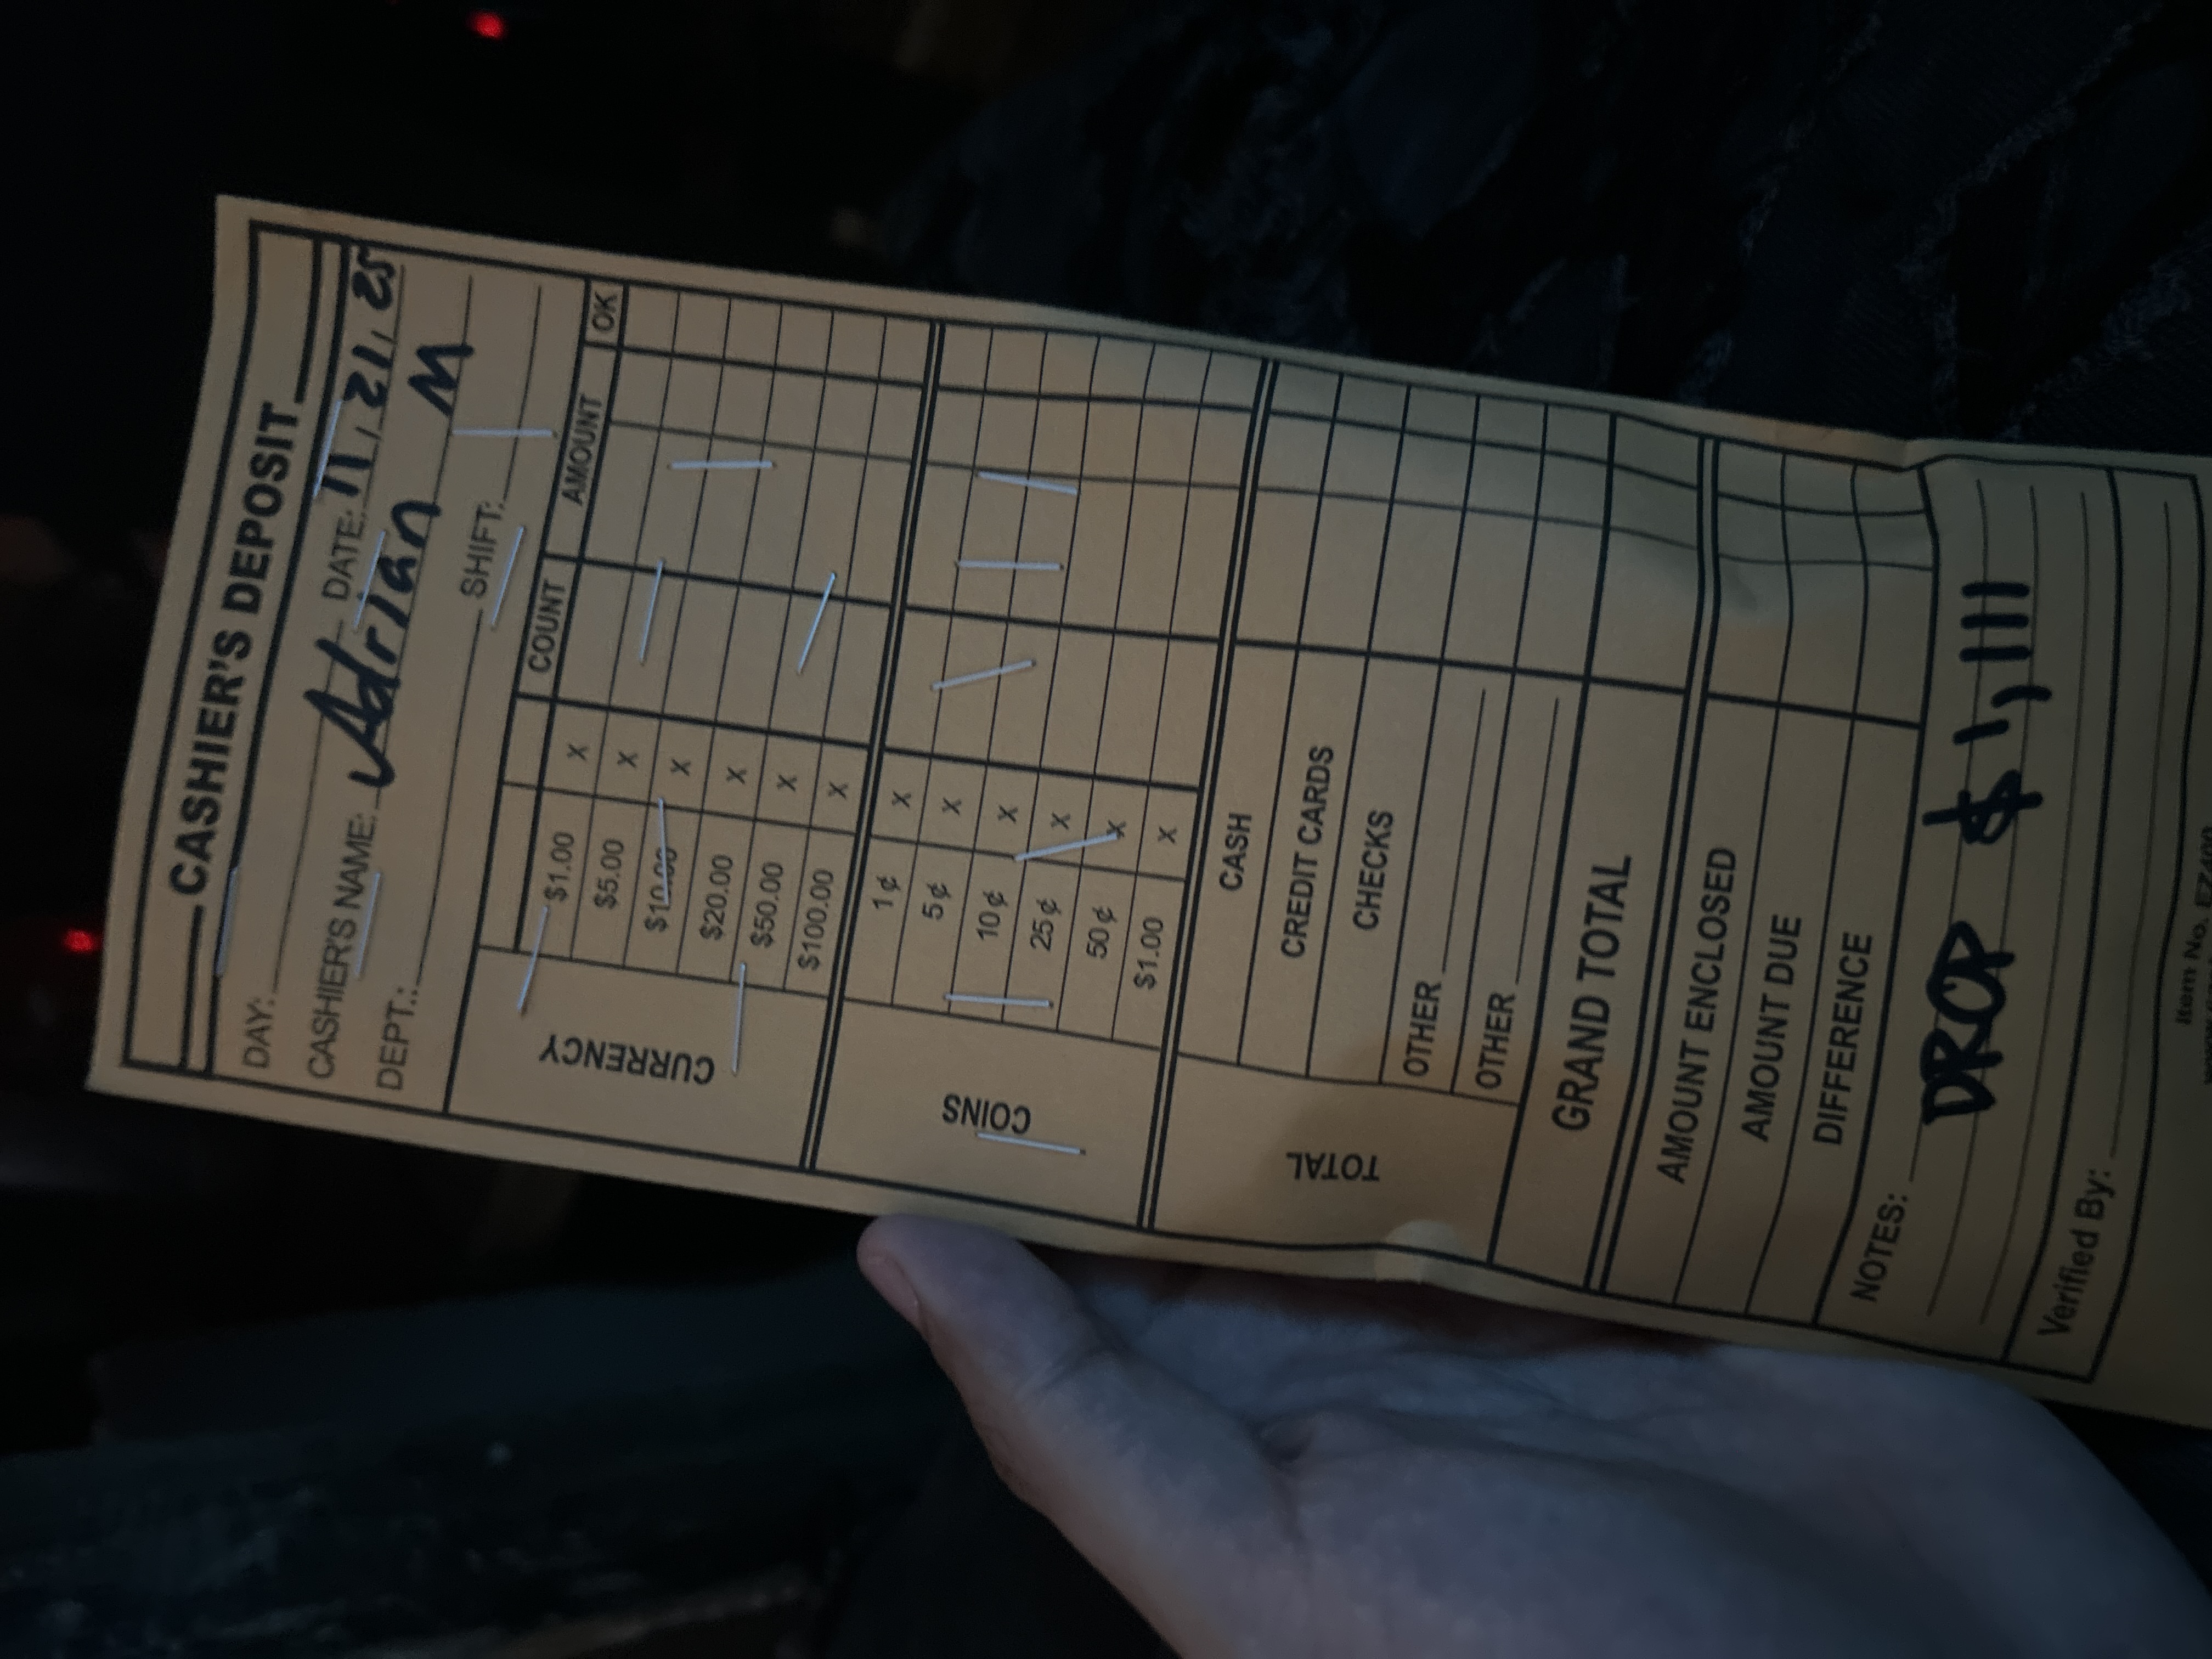 CASHIER'S DEPOSIT
DAY: DATE: 11, 21, 25
CASHIER'S NAME: Adrian M
DEPT.: SHIFT:
COUNT AMOUNT OK
CURRENCY
$1.00 X
$5.00 X
$10.00 X
$20.00 X
$50.00 X
$100.00 X
COINS
1¢ X
5¢ X
10¢ X
25¢ X
50¢ X
$1.00 X
TOTAL
CASH
CREDIT CARDS
CHECKS
OTHER
OTHER
GRAND TOTAL
AMOUNT ENCLOSED
AMOUNT DUE
DIFFERENCE
NOTES:
DROP $1,111
Verified By:
Item No.